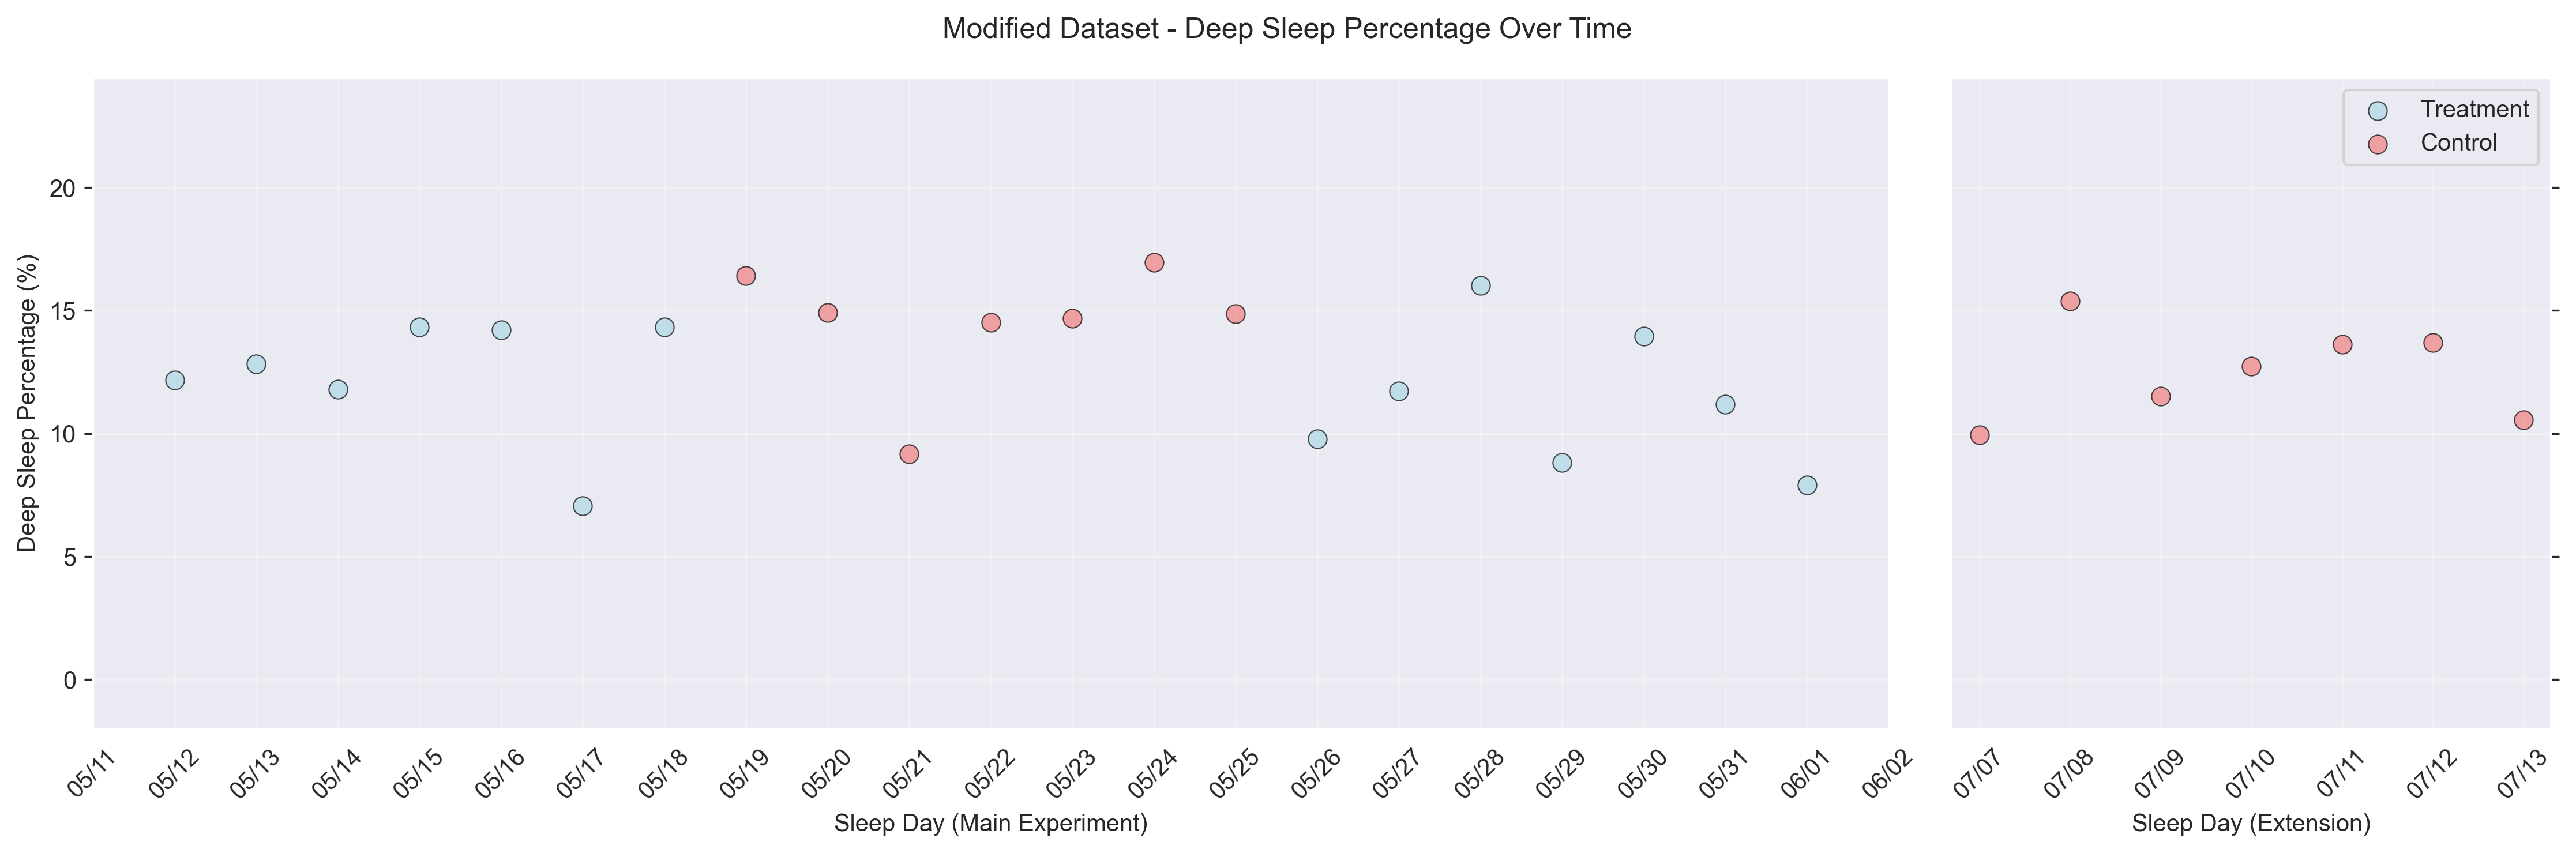 Modified Dataset - Deep Sleep Percentage Over Time
Treatment
Control
Deep Sleep Percentage (%)
20
15
10
5
0
05/11 05/12 05/13 05/14 05/15 05/16 05/17 05/18 05/19 05/20 05/21 05/22 05/23 05/24 05/25 05/26 05/27 05/28 05/29 05/30 05/31 06/01 06/02
Sleep Day (Main Experiment)
07/07 07/08 07/09 07/10 07/11 07/12 07/13
Sleep Day (Extension)